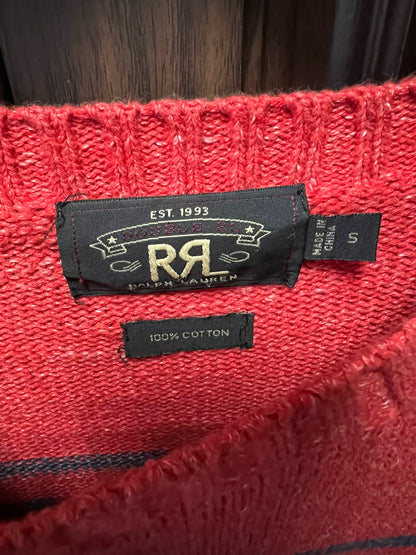 EST. 1993
DOUBLE RL
RRL
RALPH LAUREN
MADE IN
CHINA
S
100% COTTON